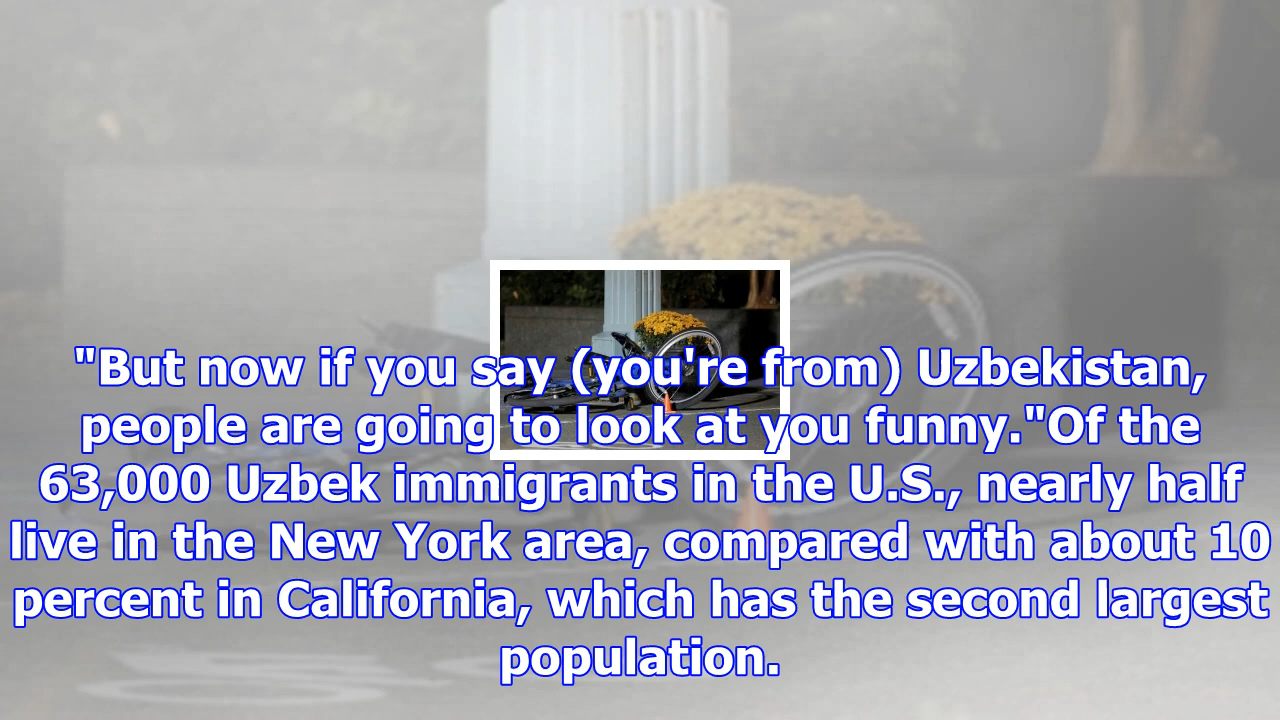 "But now if you say (you're from) Uzbekistan,
people are going to look at you funny."Of the
63,000 Uzbek immigrants in the U.S., nearly half
live in the New York area, compared with about 10
percent in California, which has the second largest
population.